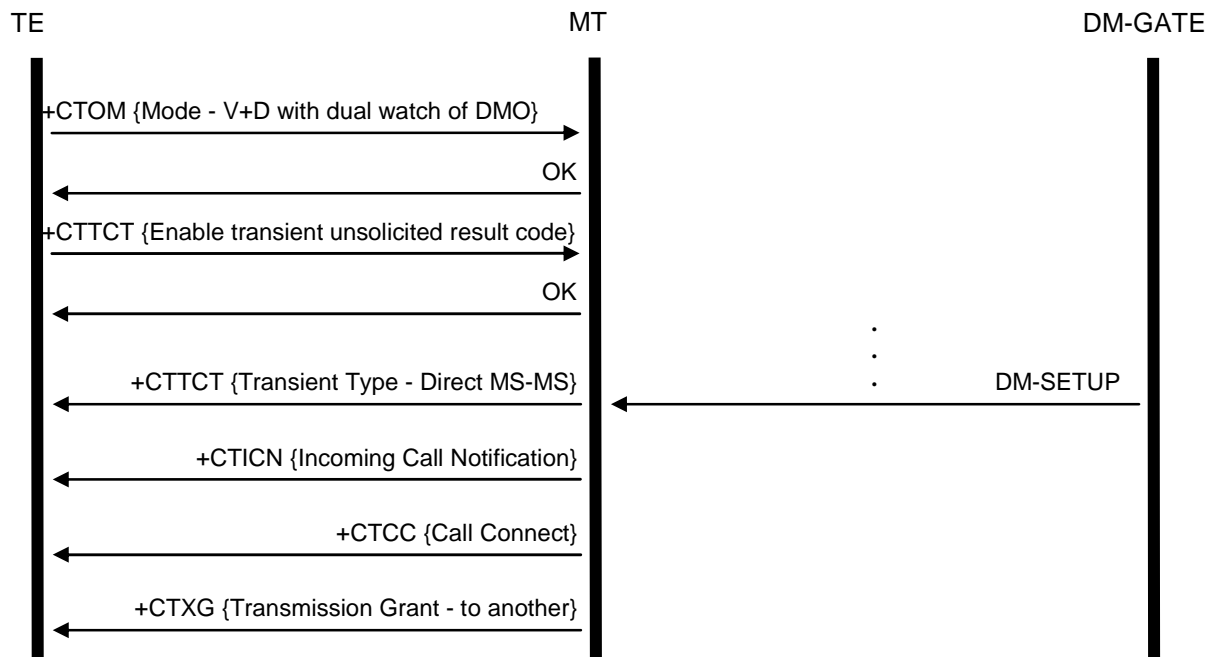 TE MT DM-GATE
+CTOM {Mode - V+D with dual watch of DMO}
OK
+CTTCT {Enable transient unsolicited result code}
OK
.
.
+CTTCT {Transient Type - Direct MS-MS} . DM-SETUP
+CTICN {Incoming Call Notification}
+CTCC {Call Connect}
+CTXG {Transmission Grant - to another}